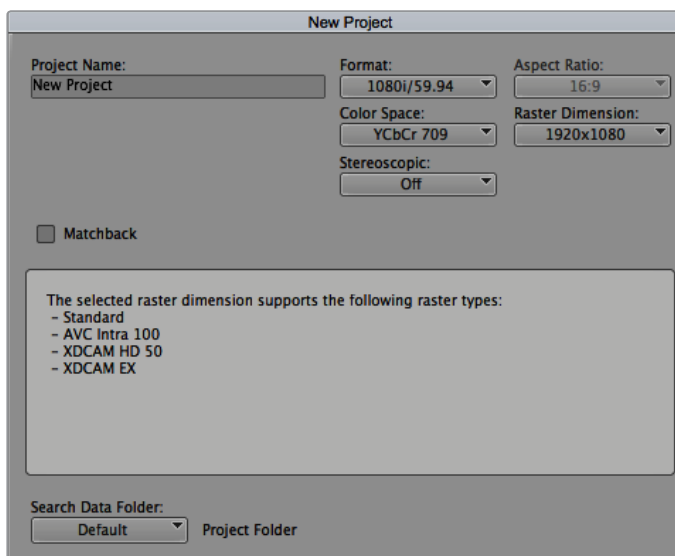 New Project
Project Name:
New Project
Format:
1080i/59.94
Aspect Ratio:
16:9
Color Space:
YCbCr 709
Raster Dimension:
1920x1080
Stereoscopic:
Off
Matchback
The selected raster dimension supports the following raster types:
- Standard
- AVC Intra 100
- XDCAM HD 50
- XDCAM EX
Search Data Folder:
Default
Project Folder